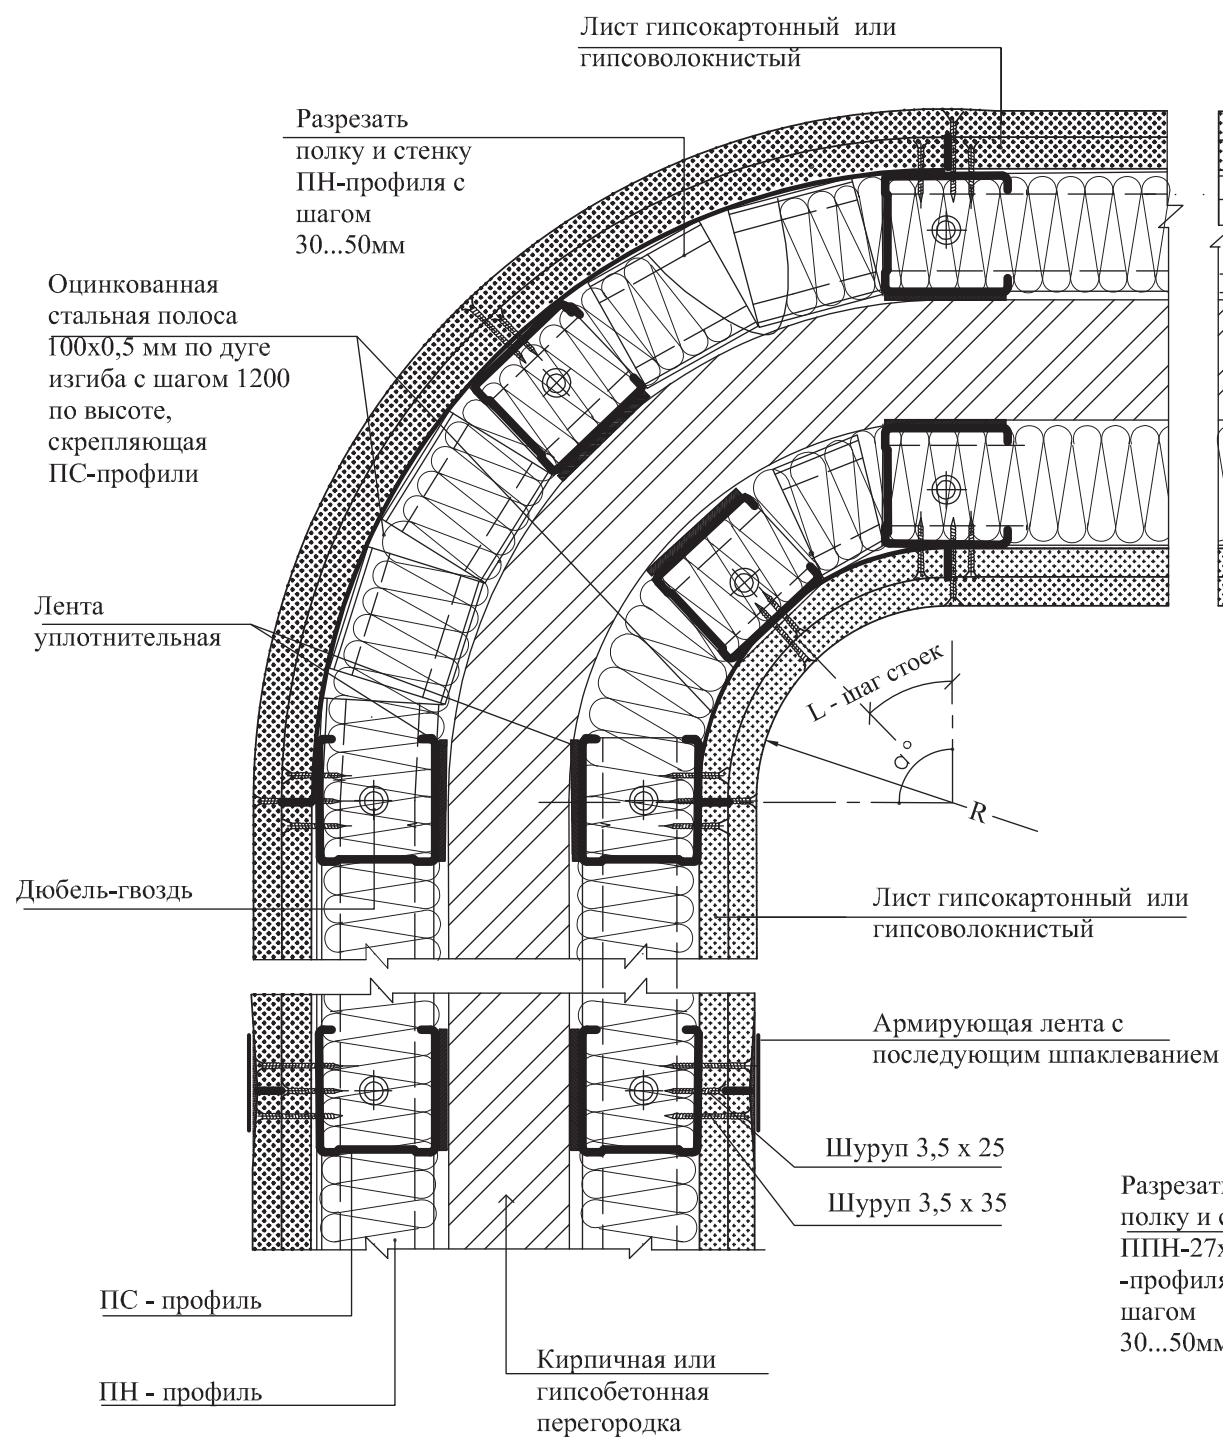 Лист гипсокартонный или
гипсоволокнистый
Разрезать
полку и стенку
ПН-профиля с
шагом
30...50мм
Оцинкованная
стальная полоса
100х0,5 мм по дуге
изгиба с шагом 1200
по высоте,
скрепляющая
ПС-профили
Лента
уплотнительная
L - шаг стоек
α°
R
Дюбель-гвоздь
Лист гипсокартонный или
гипсоволокнистый
Армирующая лента с
последующим шпаклеванием
Шуруп 3,5 х 25
Шуруп 3,5 х 35
полку и
-профиля
шагом
30...50мм
ПС - профиль
ПН - профиль
Кирпичная или
гипсобетонная
перегородка